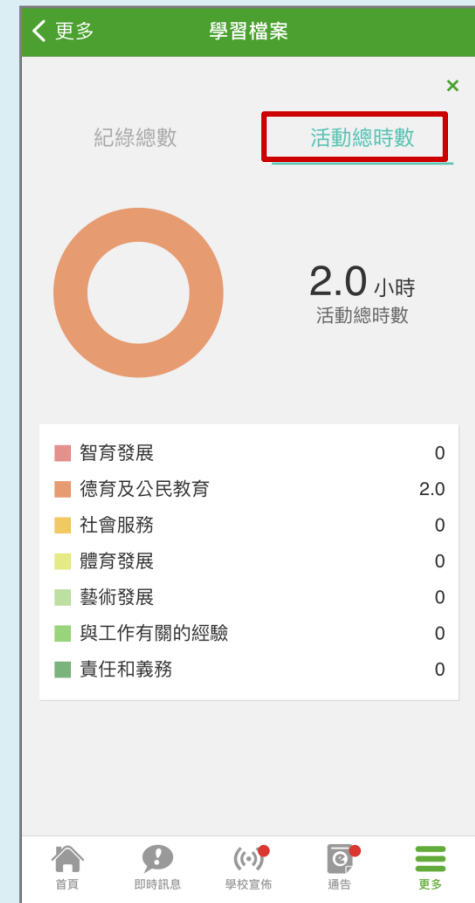 更多 學習檔案
×
紀錄總數 活動總時數
2.0 小時
活動總時數
智育發展 0
德育及公民教育 2.0
社會服務 0
體育發展 0
藝術發展 0
與工作有關的經驗 0
責任和義務 0
首頁 即時訊息 學校宣佈 通告 更多